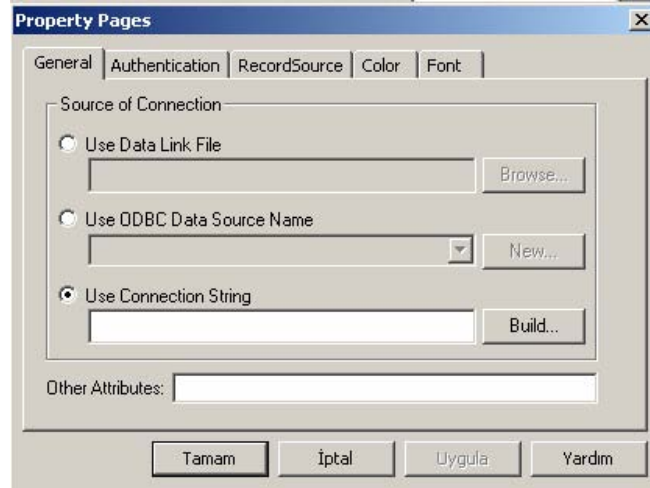 Property Pages
General Authentication RecordSource Color Font
Source of Connection
Use Data Link File
Browse...
Use ODBC Data Source Name
New...
Use Connection String
Build...
Other Attributes:
Tamam İptal Uygula Yardım